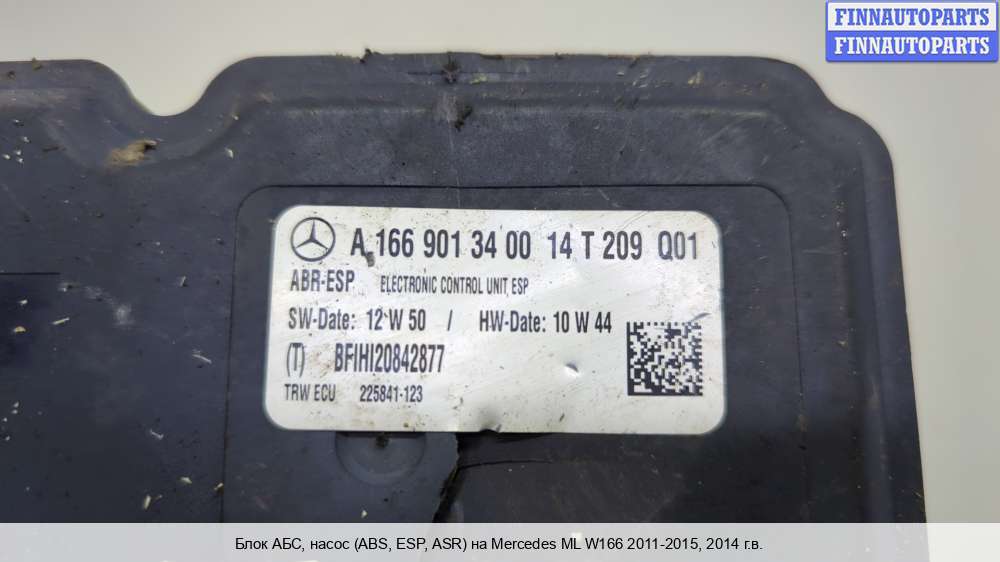 FINNAUTOPARTS
FINNAUTOPARTS
A 166 901 34 00 14 T 209 Q01
ABR-ESP ELECTRONIC CONTROL UNIT, ESP
SW-Date: 12 W 50 / HW-Date: 10 W 44
(T) BFIHI20842877
TRW ECU 225841-123
Блок АБС, насос (ABS, ESP, ASR) на Mercedes ML W166 2011-2015, 2014 г.в.